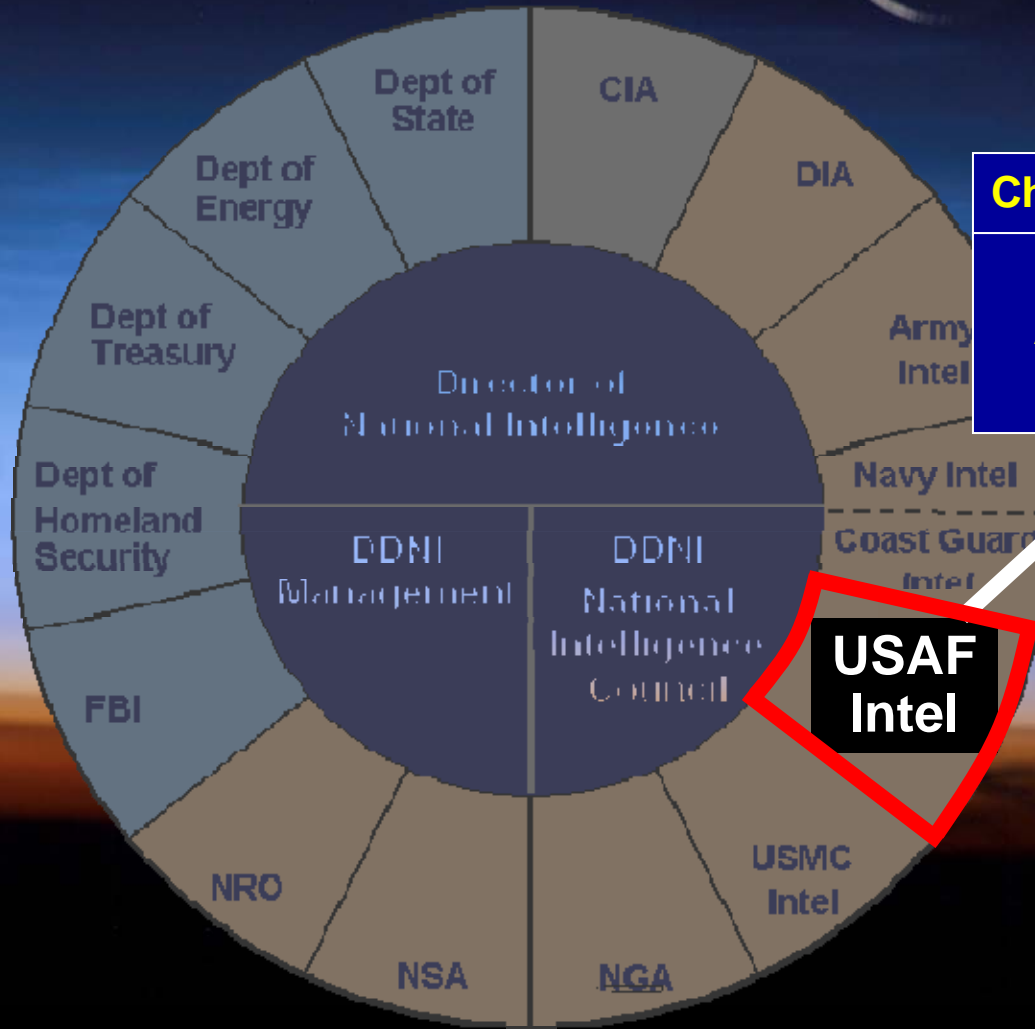 Dept of
State
CIA
Dept of
Energy
DIA
Ch
Dept of
Treasury
Army
Intel
Director of
National Intelligence
Dept of
Homeland
Security
Navy Intel
Coast Guard
Intel
DDNI
Management
DDNI
National
Intelligence
Council
USAF
Intel
FBI
USMC
Intel
NRO
NSA
NGA